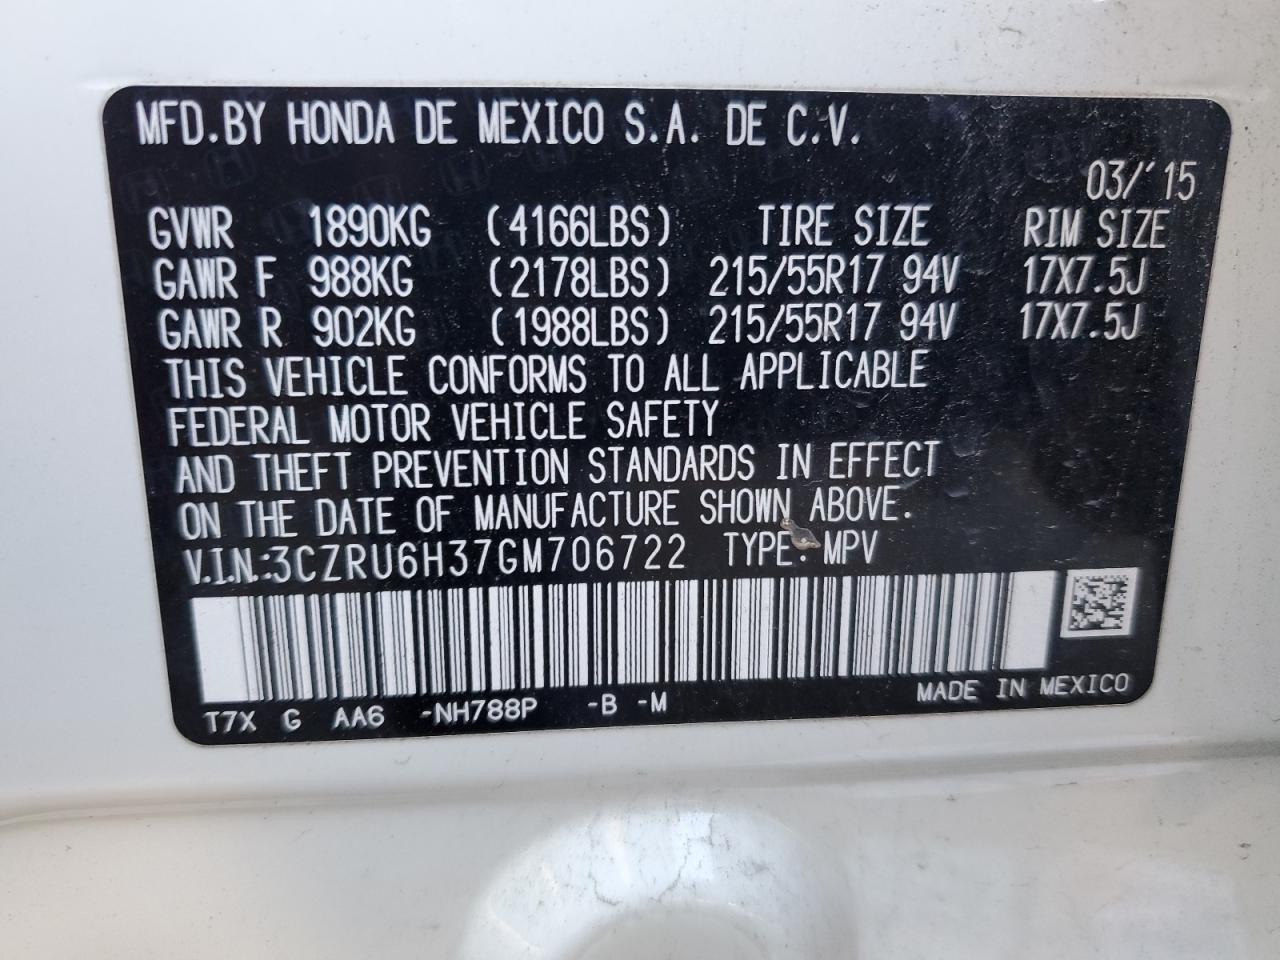 MFD.BY HONDA DE MEXICO S.A. DE C.V.
03/'15
GVWR 1890KG (4166LBS) TIRE SIZE RIM SIZE
GAWR F 988KG (2178LBS) 215/55R17 94V 17X7.5J
GAWR R 902KG (1988LBS) 215/55R17 94V 17X7.5J
THIS VEHICLE CONFORMS TO ALL APPLICABLE
FEDERAL MOTOR VEHICLE SAFETY
AND THEFT PREVENTION STANDARDS IN EFFECT
ON THE DATE OF MANUFACTURE SHOWN ABOVE.
V.I.N.:3CZRU6H37GM706722 TYPE: MPV
T7X G AA6 -NH788P -B -M MADE IN MEXICO